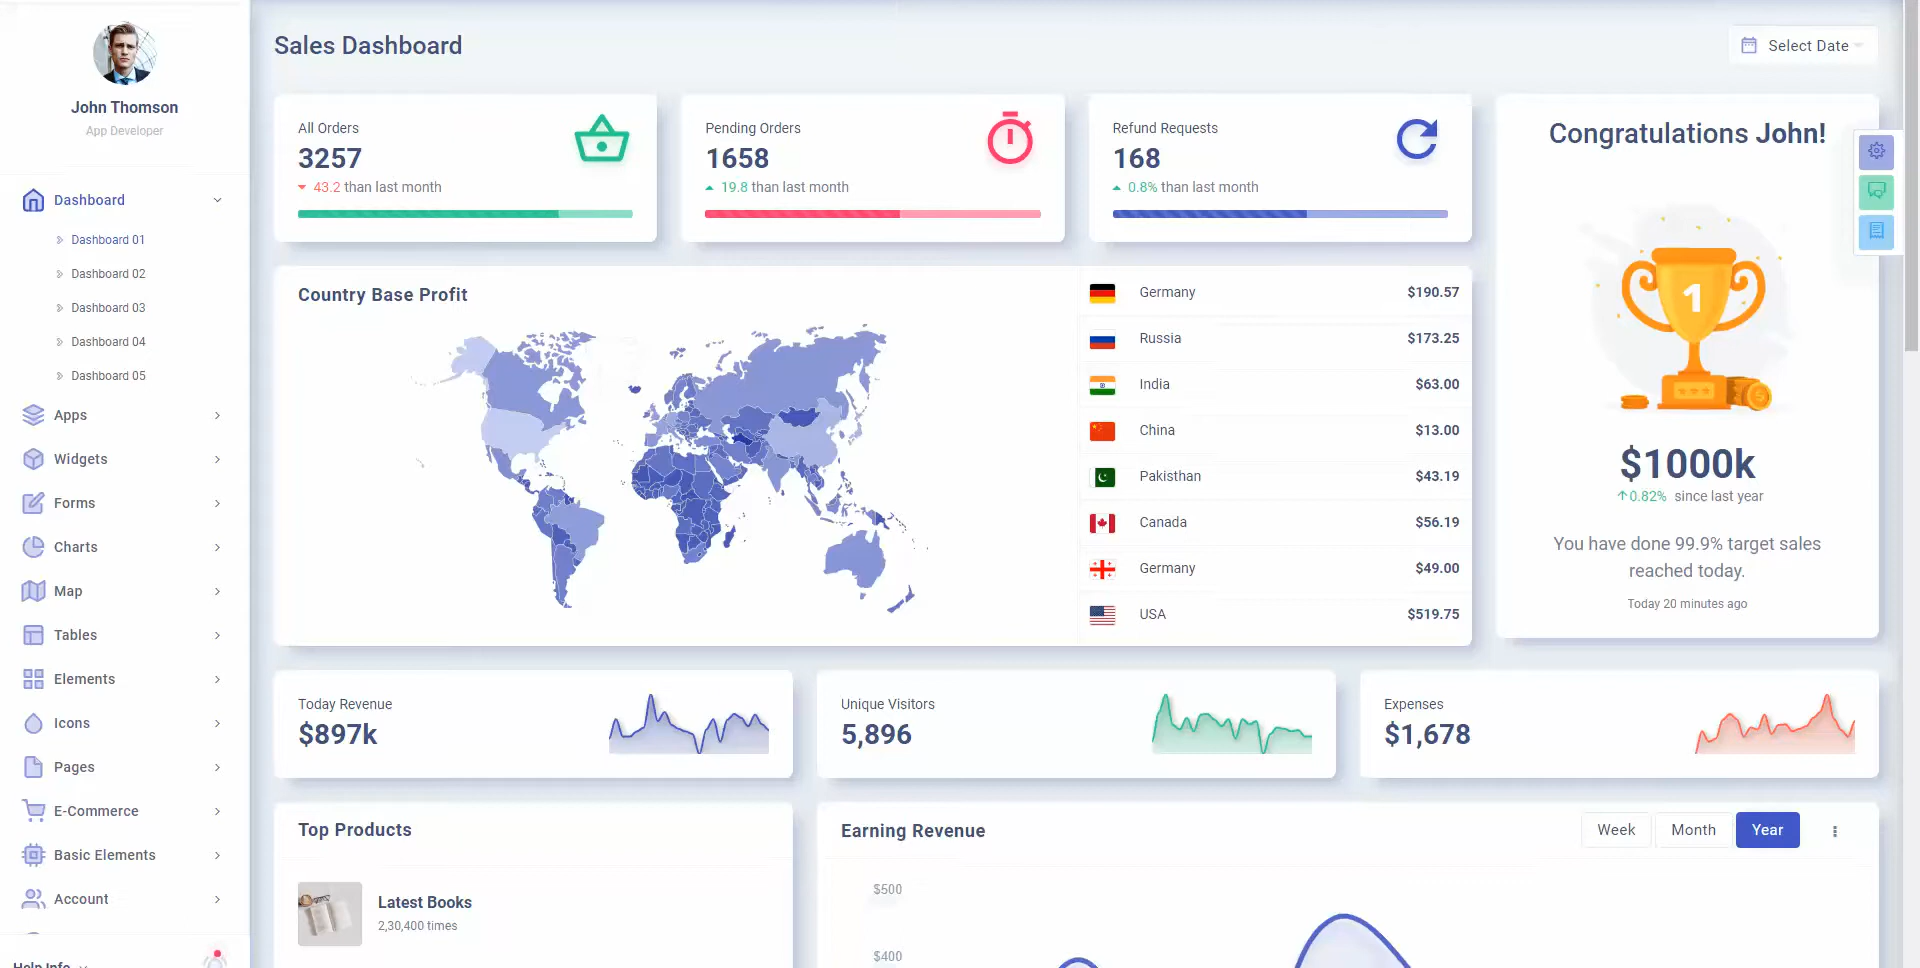 John Thomson
App Developer
Dashboard
Dashboard 01
Dashboard 02
Dashboard 03
Dashboard 04
Dashboard 05
Apps
Widgets
Forms
Charts
Map
Tables
Elements
Icons
Pages
E-Commerce
Basic Elements
Account
Help Info
Sales Dashboard
Select Date
All Orders
3257
43.2 than last month
Pending Orders
1658
19.8 than last month
Refund Requests
168
0.8% than last month
Congratulations John!
1
$1000k
0.82% since last year
You have done 99.9% target sales
reached today.
Today 20 minutes ago
Country Base Profit
Germany $190.57
Russia $173.25
India $63.00
China $13.00
Pakisthan $43.19
Canada $56.19
Germany $49.00
USA $519.75
Today Revenue
$897k
Unique Visitors
5,896
Expenses
$1,678
Top Products
Latest Books
2,30,400 times
Earning Revenue
Week Month Year
$500
$400